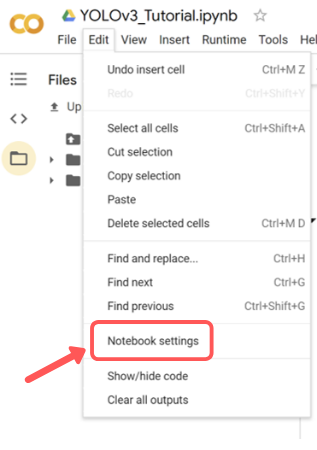 YOLOv3_Tutorial.ipynb
File Edit View Insert Runtime Tools Hel
Files
Up
Undo insert cell Ctrl+M Z
Redo Ctrl+Shift+Y
Select all cells Ctrl+Shift+A
Cut selection
Copy selection
Paste
Delete selected cells Ctrl+M D
Find and replace... Ctrl+H
Find next Ctrl+G
Find previous Ctrl+Shift+G
Notebook settings
Show/hide code
Clear all outputs